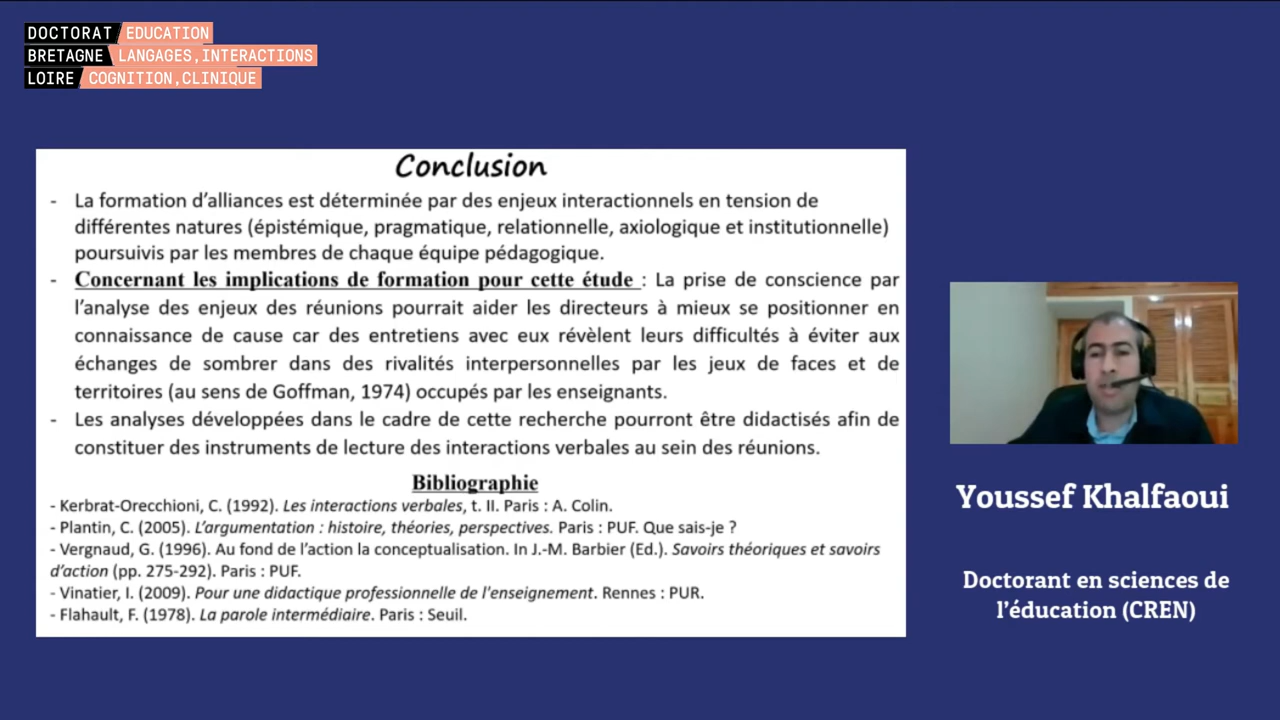 DOCTORAT EDUCATION
BRETAGNE LANGAGES,INTERACTIONS
LOIRE COGNITION,CLINIQUE
Conclusion
- La formation d’alliances est déterminée par des enjeux interactionnels en tension de
différentes natures (épistémique, pragmatique, relationnelle, axiologique et institutionnelle)
poursuivis par les membres de chaque équipe pédagogique.
- Concernant les implications de formation pour cette étude : La prise de conscience par
l’analyse des enjeux des réunions pourrait aider les directeurs à mieux se positionner en
connaissance de cause car des entretiens avec eux révèlent leurs difficultés à éviter aux
échanges de sombrer dans des rivalités interpersonnelles par les jeux de faces et de
territoires (au sens de Goffman, 1974) occupés par les enseignants.
- Les analyses développées dans le cadre de cette recherche pourront être didactisés afin de
constituer des instruments de lecture des interactions verbales au sein des réunions.
Bibliographie
- Kerbrat-Orecchioni, C. (1992). Les interactions verbales, t. II. Paris : A. Colin.
- Plantin, C. (2005). L’argumentation : histoire, théories, perspectives. Paris : PUF. Que sais-je ?
- Vergnaud, G. (1996). Au fond de l’action la conceptualisation. In J.-M. Barbier (Ed.). Savoirs théoriques et savoirs
d’action (pp. 275-292). Paris : PUF.
- Vinatier, I. (2009). Pour une didactique professionnelle de l’enseignement. Rennes : PUR.
- Flahault, F. (1978). La parole intermédiaire. Paris : Seuil.
Youssef Khalfaoui
Doctorant en sciences de
l’éducation (CREN)